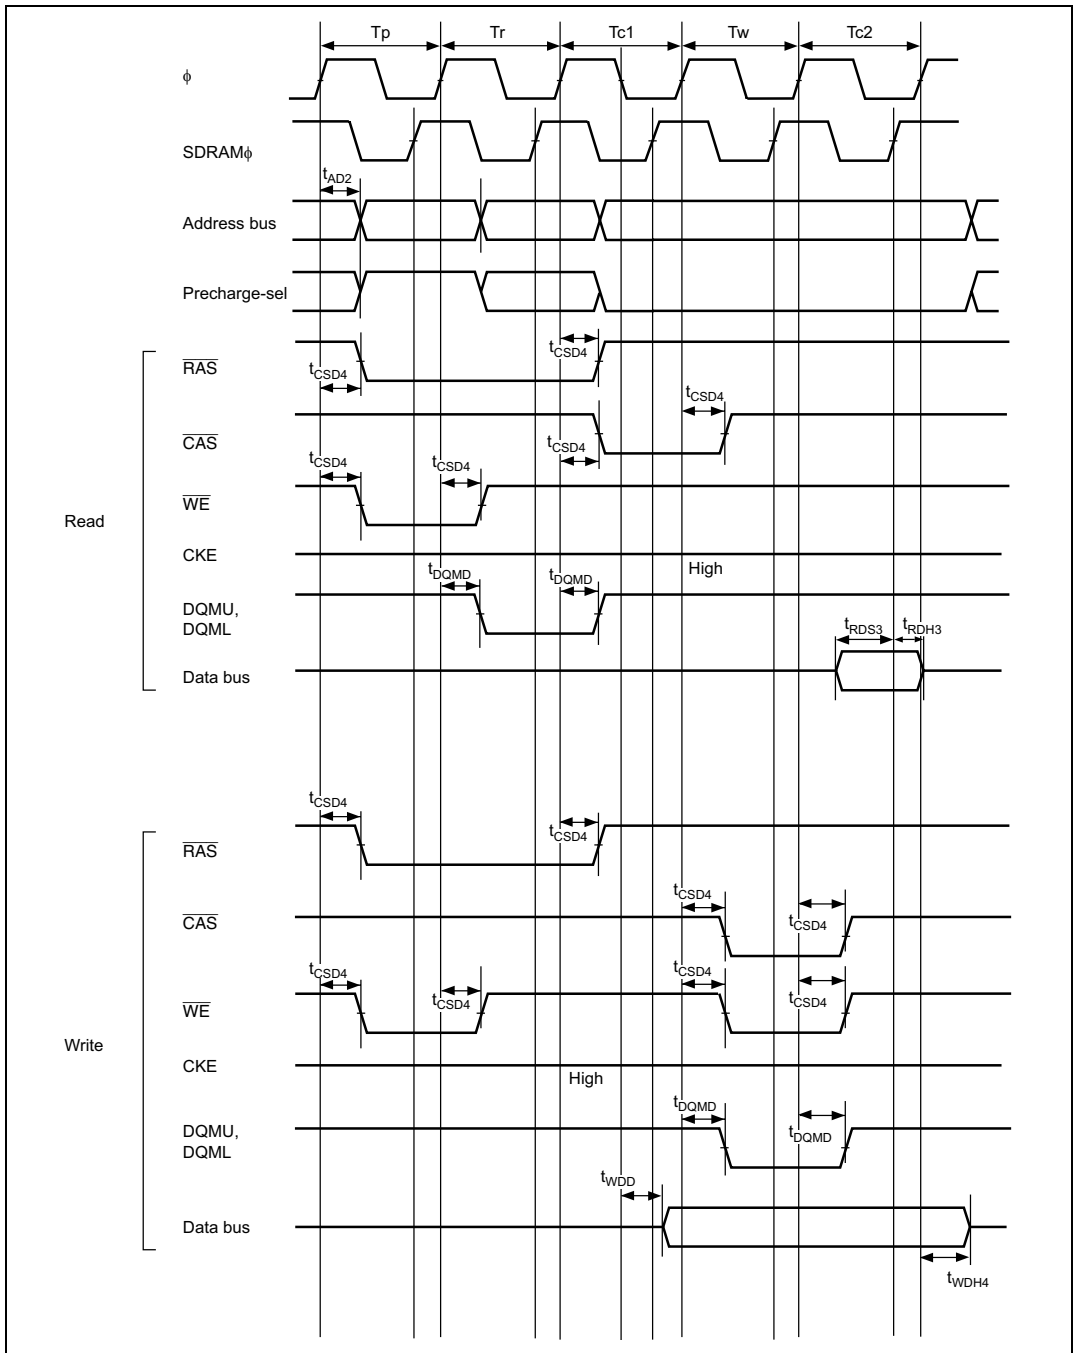 Tp Tr Tc1 Tw Tc2
ϕ
SDRAMϕ
tAD2
Address bus
Precharge-sel
tCSD4
RAS
tCSD4
tCSD4
CAS
tCSD4
tCSD4 tCSD4
WE
Read
CKE
High
tDQMD tDQMD
DQMU,
DQML
tRDS3 tRDH3
Data bus
tCSD4
tCSD4
RAS
tCSD4
CAS
tCSD4
tCSD4 tCSD4
tCSD4 tCSD4
WE
Write
CKE
High
tDQMD
DQMU,
DQML
tDQMD
tWDD
Data bus
tWDH4